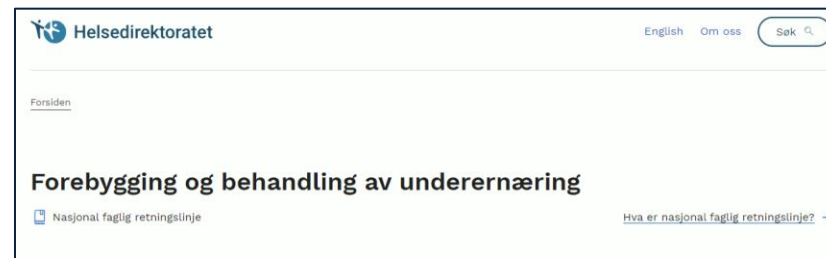 Helsedirektoratet
English Om oss Søk
Forsiden
Forebygging og behandling av underernæring
Nasjonal faglig retningslinje
Hva er nasjonal faglig retningslinje?